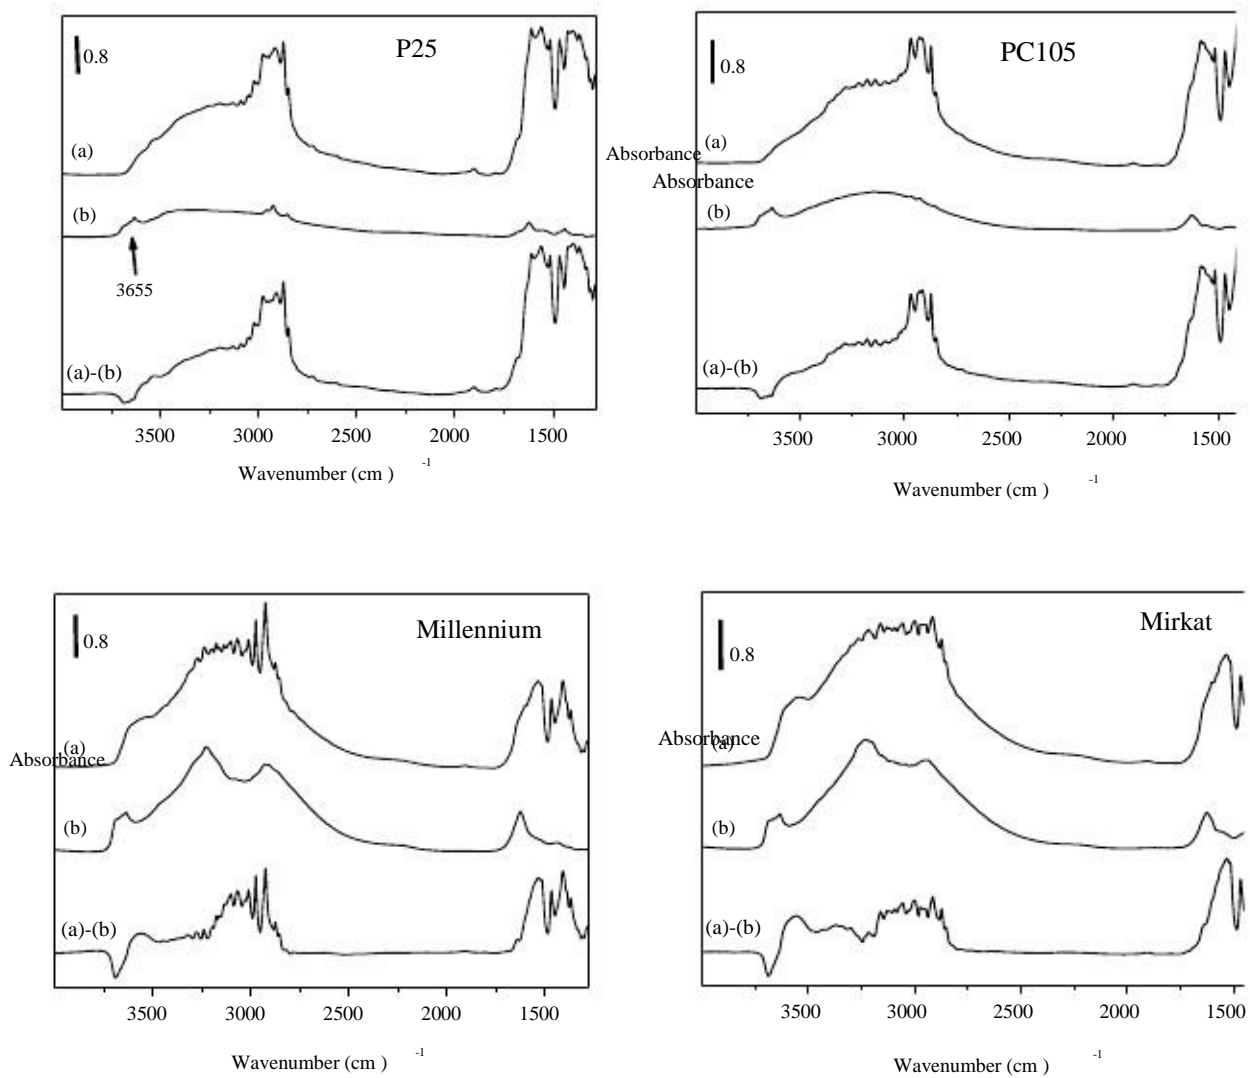 P25
0.8
(a)
(b)
3655
(a)-(b)
3500 3000 2500 2000 1500
Wavenumber (cm ) -1
PC105
0.8
(a)
Absorbance
Absorbance
(b)
(a)-(b)
3500 3000 2500 2000 1500
Wavenumber (cm ) -1
Millennium
0.8
(a)
Absorbance
(b)
(a)-(b)
3500 3000 2500 2000 1500
Wavenumber (cm ) -1
Mirkat
0.8
Absorbance
(a)
(b)
(a)-(b)
3500 3000 2500 2000 1500
Wavenumber (cm ) -1